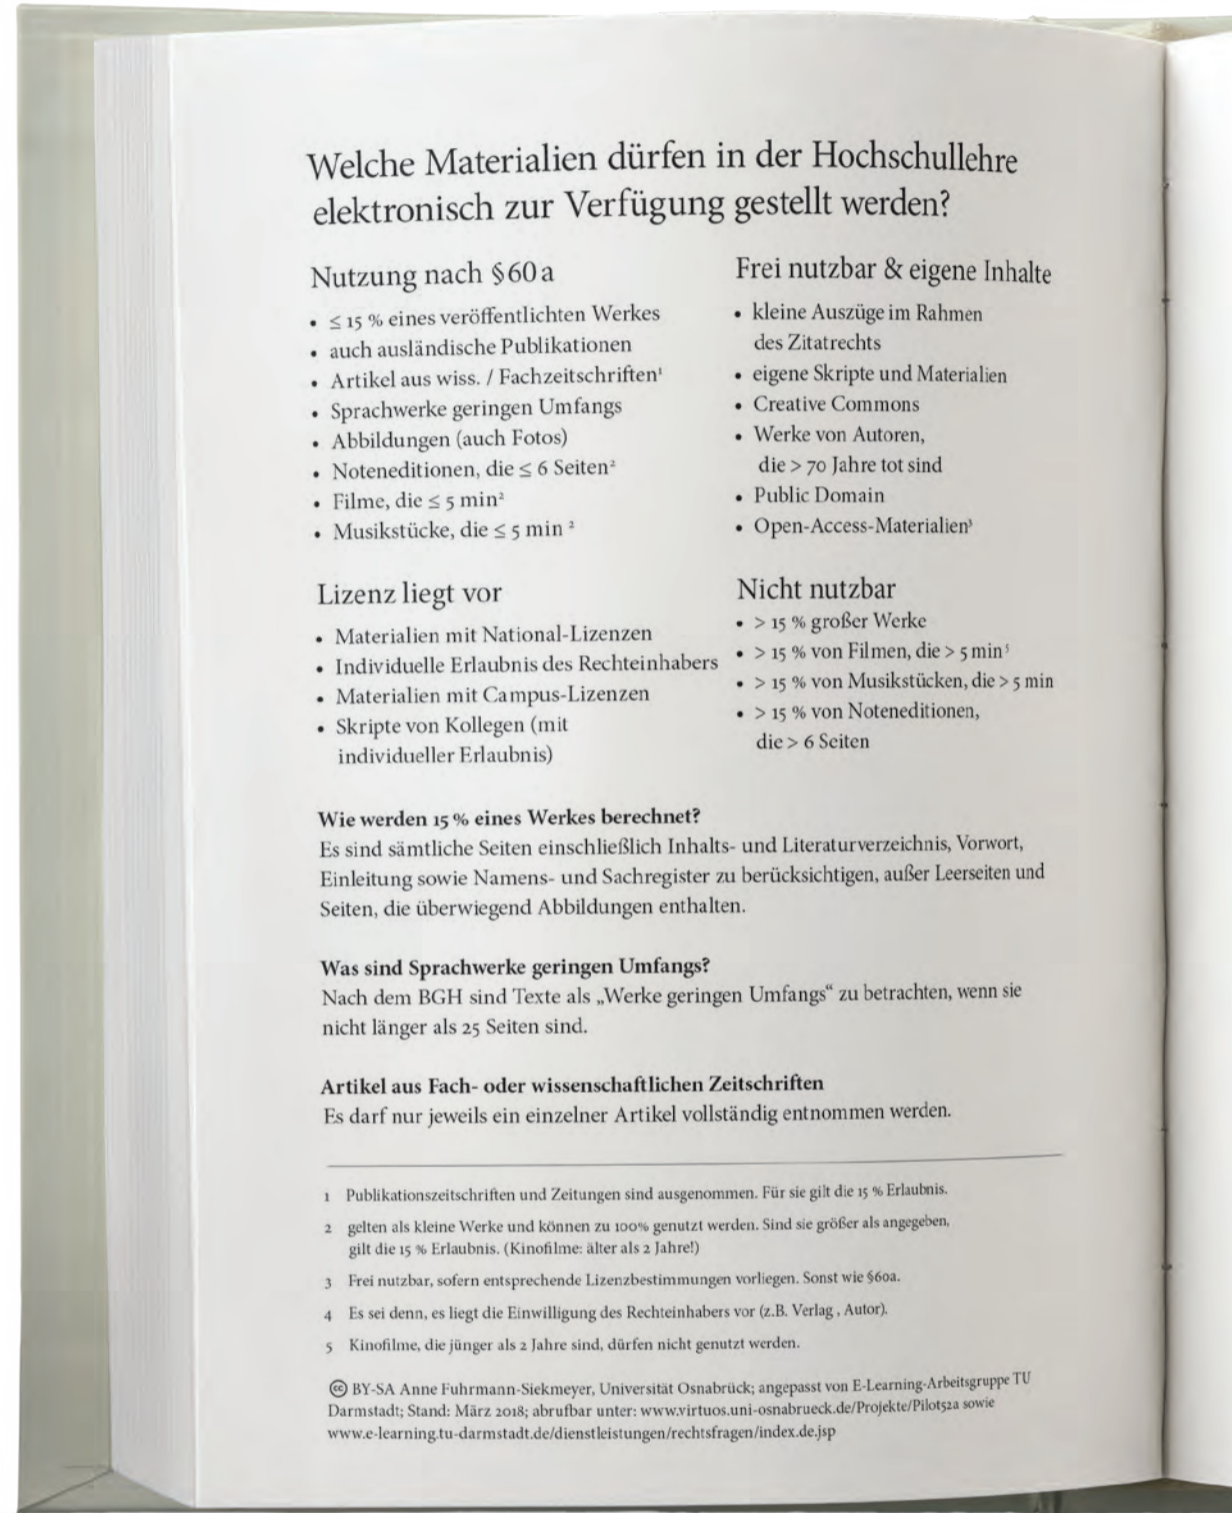 Welche Materialien dürfen in der Hochschullehre
elektronisch zur Verfügung gestellt werden?
Nutzung nach §60a
• ≤ 15 % eines veröffentlichten Werkes
• auch ausländische Publikationen
• Artikel aus wiss. / Fachzeitschriften¹
• Sprachwerke geringen Umfangs
• Abbildungen (auch Fotos)
• Noteneditionen, die ≤ 6 Seiten²
• Filme, die ≤ 5 min²
• Musikstücke, die ≤ 5 min ²
Frei nutzbar & eigene Inhalte
• kleine Auszüge im Rahmen
des Zitatrechts
• eigene Skripte und Materialien
• Creative Commons
• Werke von Autoren,
die > 70 Jahre tot sind
• Public Domain
• Open-Access-Materialien³
Lizenz liegt vor
• Materialien mit National-Lizenzen
• Individuelle Erlaubnis des Rechteinhabers
• Materialien mit Campus-Lizenzen
• Skripte von Kollegen (mit
individueller Erlaubnis)
Nicht nutzbar
• > 15 % großer Werke
• > 15 % von Filmen, die > 5 min⁵
• > 15 % von Musikstücken, die > 5 min
• > 15 % von Noteneditionen,
die > 6 Seiten
Wie werden 15 % eines Werkes berechnet?
Es sind sämtliche Seiten einschließlich Inhalts- und Literaturverzeichnis, Vorwort,
Einleitung sowie Namens- und Sachregister zu berücksichtigen, außer Leerseiten und
Seiten, die überwiegend Abbildungen enthalten.
Was sind Sprachwerke geringen Umfangs?
Nach dem BGH sind Texte als „Werke geringen Umfangs“ zu betrachten, wenn sie
nicht länger als 25 Seiten sind.
Artikel aus Fach- oder wissenschaftlichen Zeitschriften
Es darf nur jeweils ein einzelner Artikel vollständig entnommen werden.
1 Publikationszeitschriften und Zeitungen sind ausgenommen. Für sie gilt die 15 % Erlaubnis.
2 gelten als kleine Werke und können zu 100% genutzt werden. Sind sie größer als angegeben,
gilt die 15 % Erlaubnis. (Kinofilme: älter als 2 Jahre!)
3 Frei nutzbar, sofern entsprechende Lizenzbestimmungen vorliegen. Sonst wie §60a.
4 Es sei denn, es liegt die Einwilligung des Rechteinhabers vor (z.B. Verlag , Autor).
5 Kinofilme, die jünger als 2 Jahre sind, dürfen nicht genutzt werden.
cc BY-SA Anne Fuhrmann-Siekmeyer, Universität Osnabrück; angepasst von E-Learning-Arbeitsgruppe TU
Darmstadt; Stand: März 2018; abrufbar unter: www.virtuos.uni-osnabrueck.de/Projekte/Pilot52a sowie
www.e-learning.tu-darmstadt.de/dienstleistungen/rechtsfragen/index.de.jsp